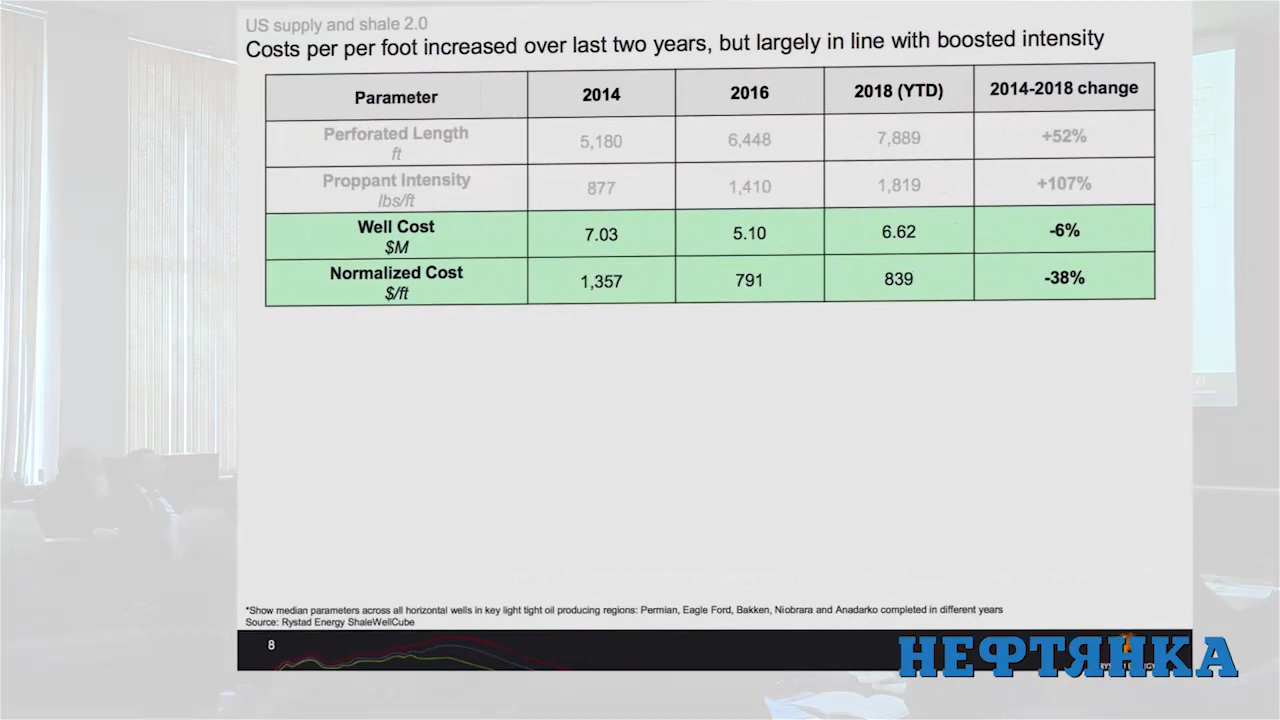 US supply and shale 2.0
Costs per per foot increased over last two years, but largely in line with boosted intensity
Parameter 2014 2016 2018 (YTD) 2014-2018 change
Perforated Length
ft
5,180 6,448 7,889 +52%
Proppant Intensity
lbs/ft
877 1,410 1,819 +107%
Well Cost
$M
7.03 5.10 6.62 -6%
Normalized Cost
$/ft
1,357 791 839 -38%
*Show median parameters across all horizontal wells in key light tight oil producing regions: Permian, Eagle Ford, Bakken, Niobrara and Anadarko completed in different years
Source: Rystad Energy ShaleWellCube
8
НЕФТЯНКА